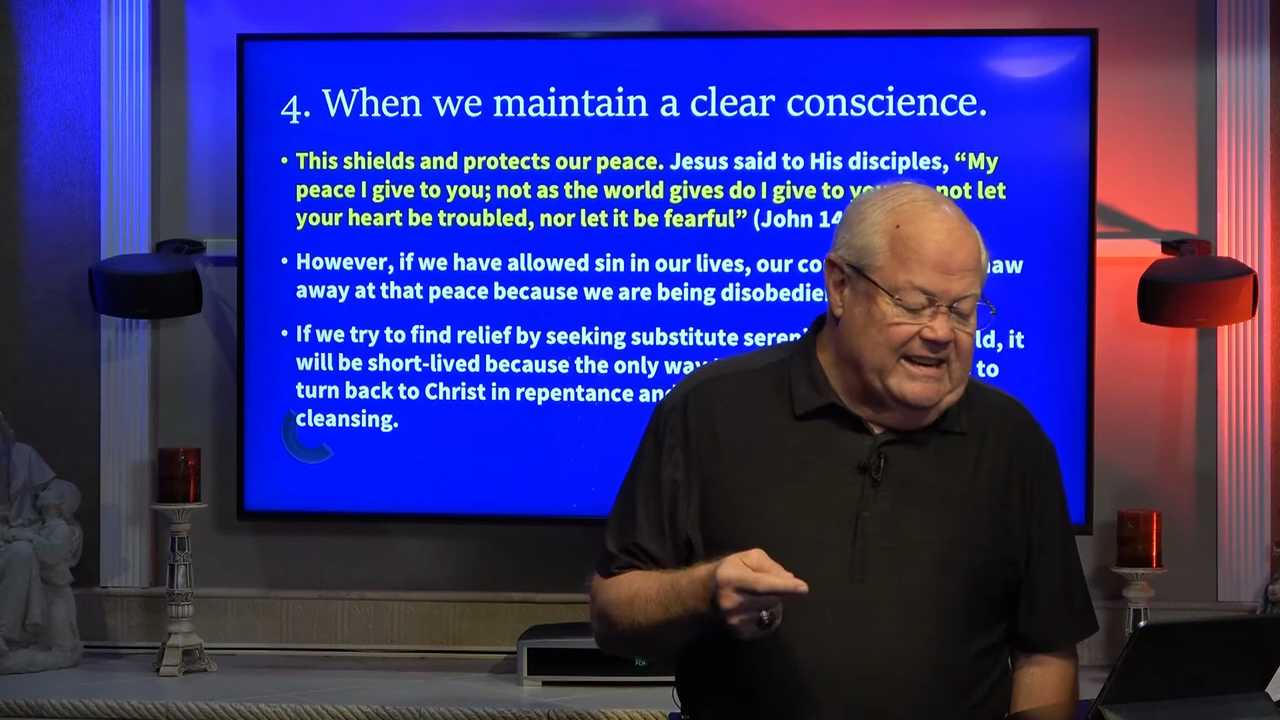 4. When we maintain a clear conscience.
• This shields and protects our peace. Jesus said to His disciples, “My
peace I give to you; not as the world gives do I give to not let
your heart be troubled, nor let it be fearful” (John 14
• However, if we have allowed sin in our lives, our
away at that peace because we are being
• If we try to find relief by seeking substitute it
will be short-lived because the only way to
turn back to Christ in repentance
cleansing.